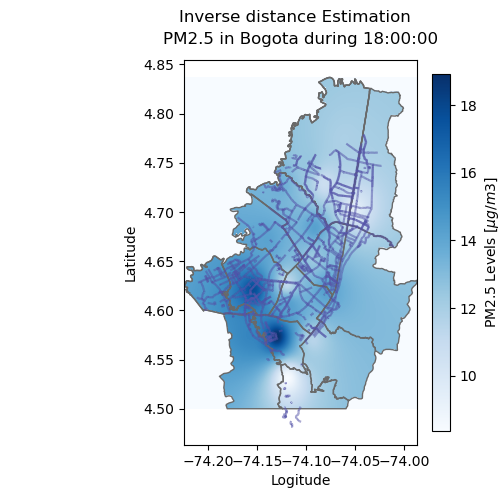 Inverse distance Estimation
PM2.5 in Bogota during 18:00:00
4.85
4.80
4.75
4.70
4.65
4.60
4.55
4.50
Latitude
−74.20 −74.15 −74.10 −74.05 −74.00
Logitude
18
16
14
12
10
PM2.5 Levels [μg/m3]